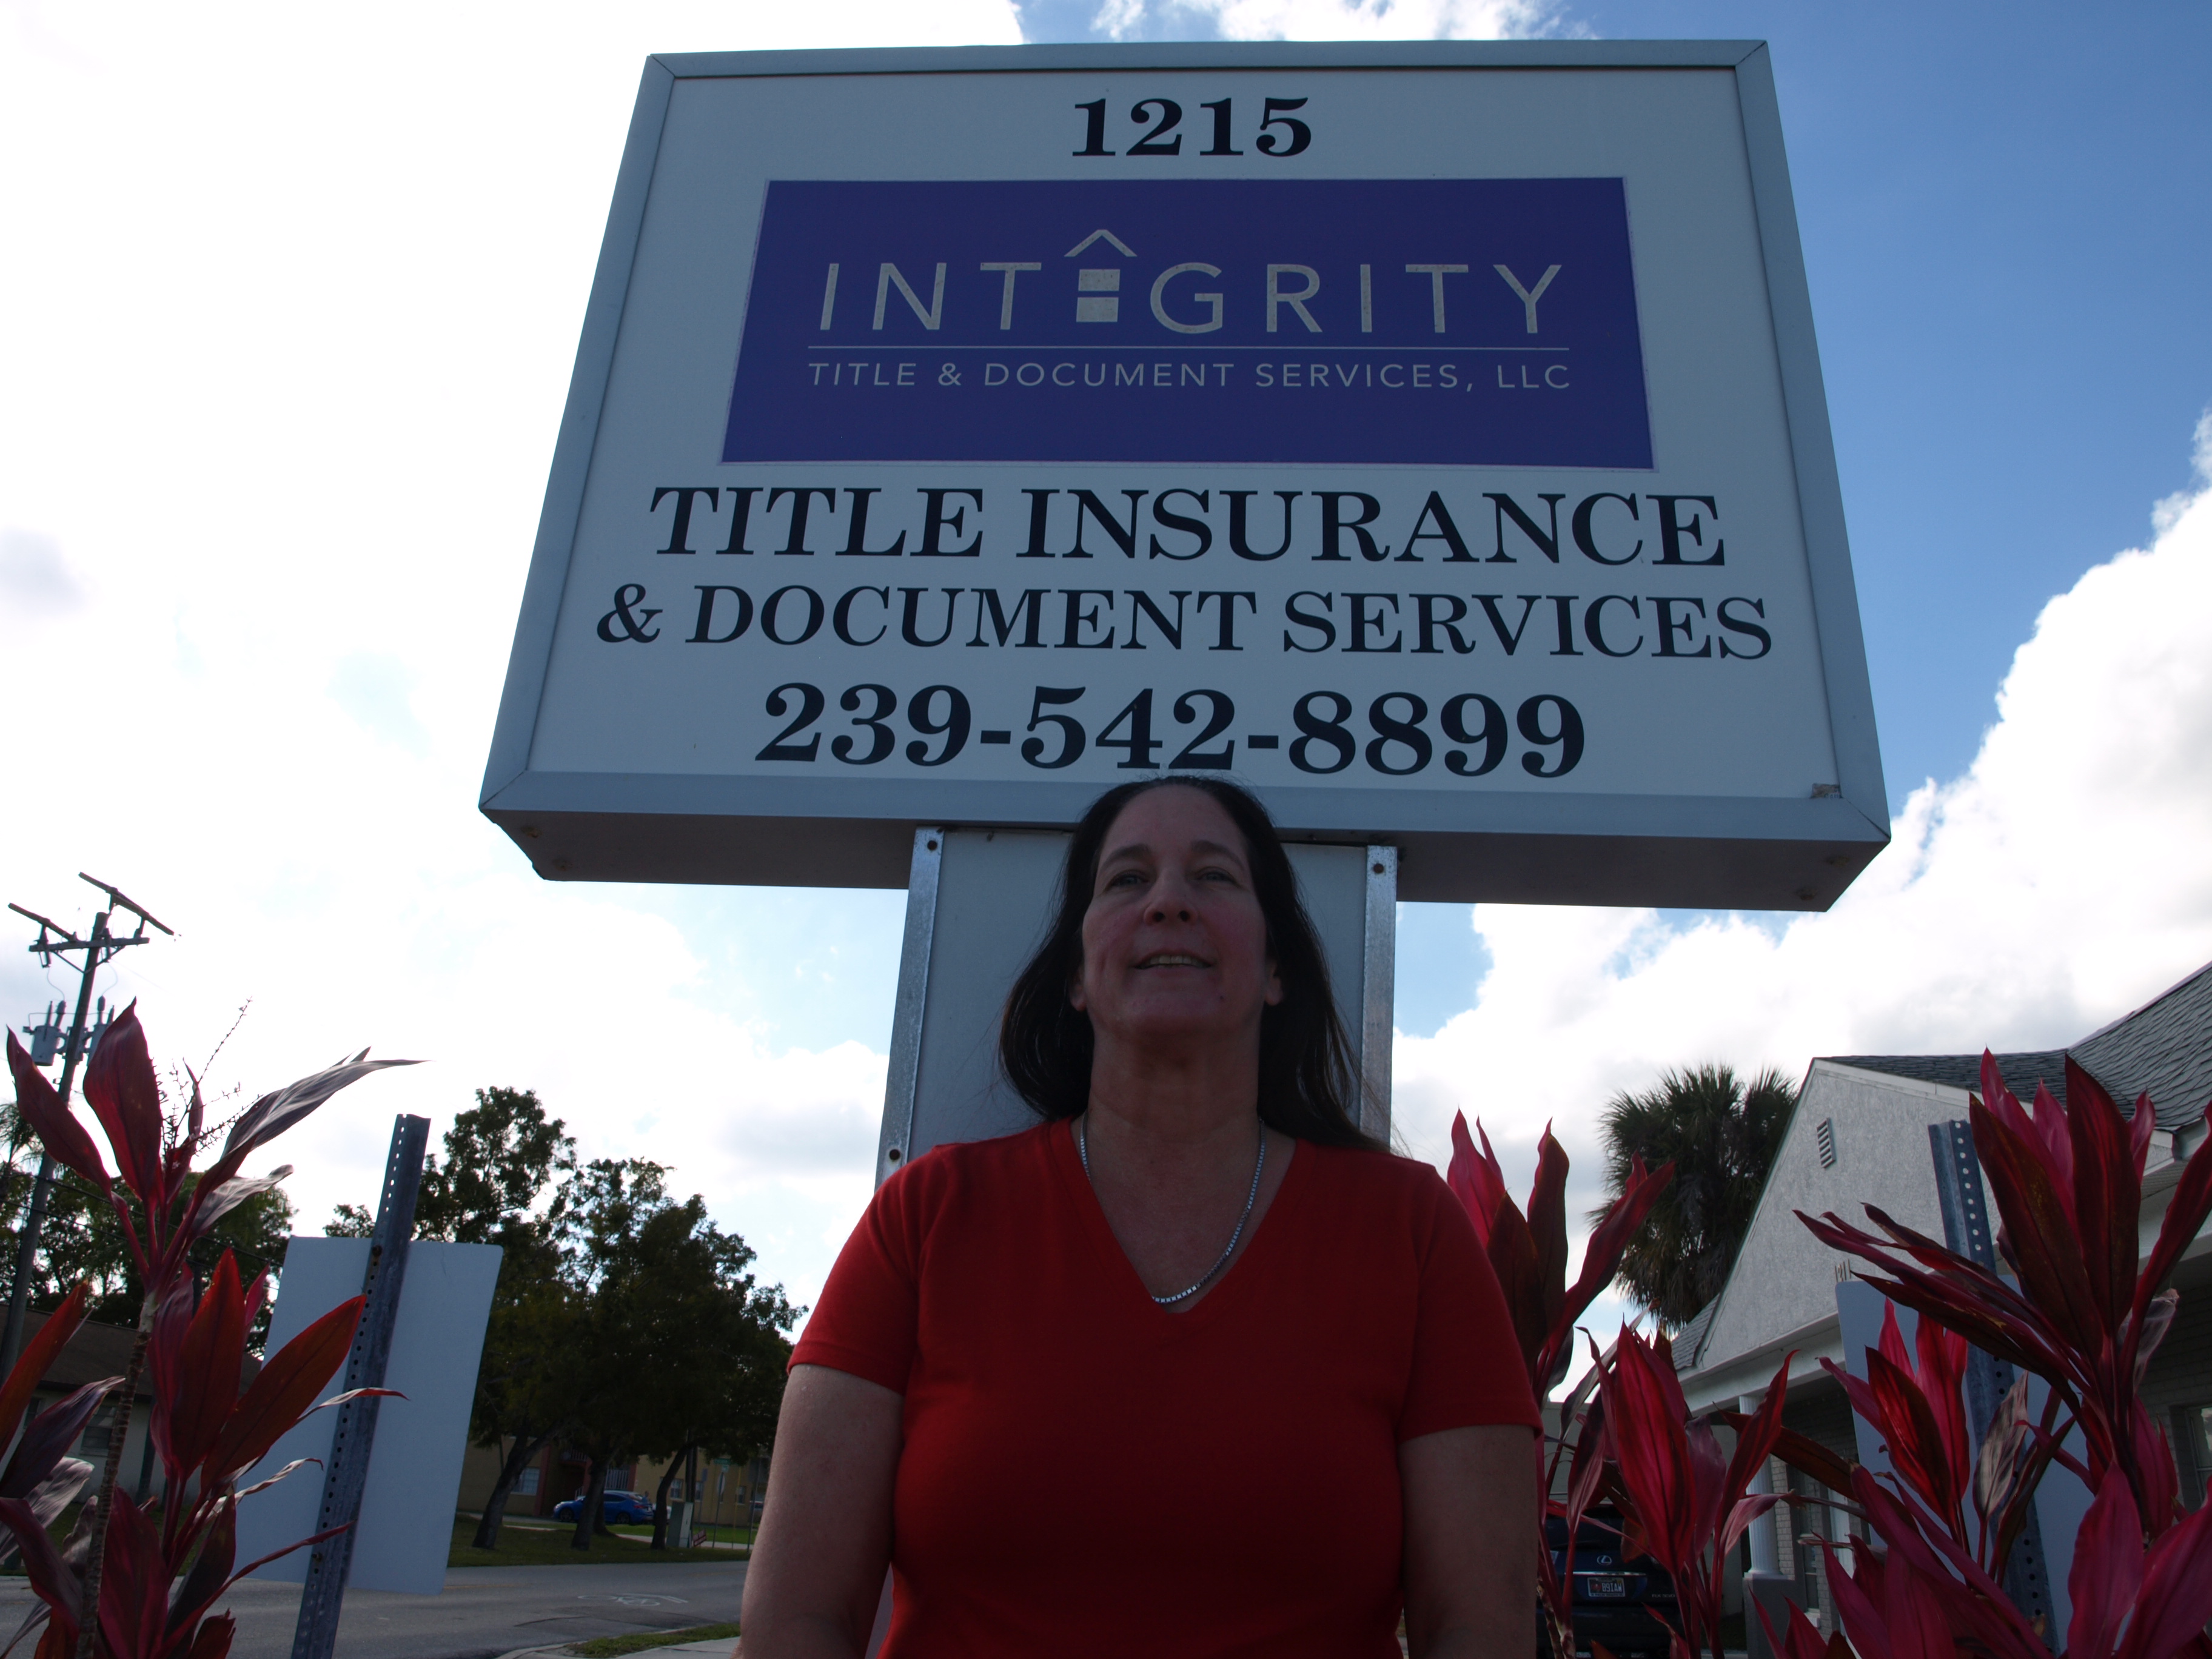 1215
INTEGRITY
TITLE & DOCUMENT SERVICES, LLC
TITLE INSURANCE
& DOCUMENT SERVICES
239-542-8899